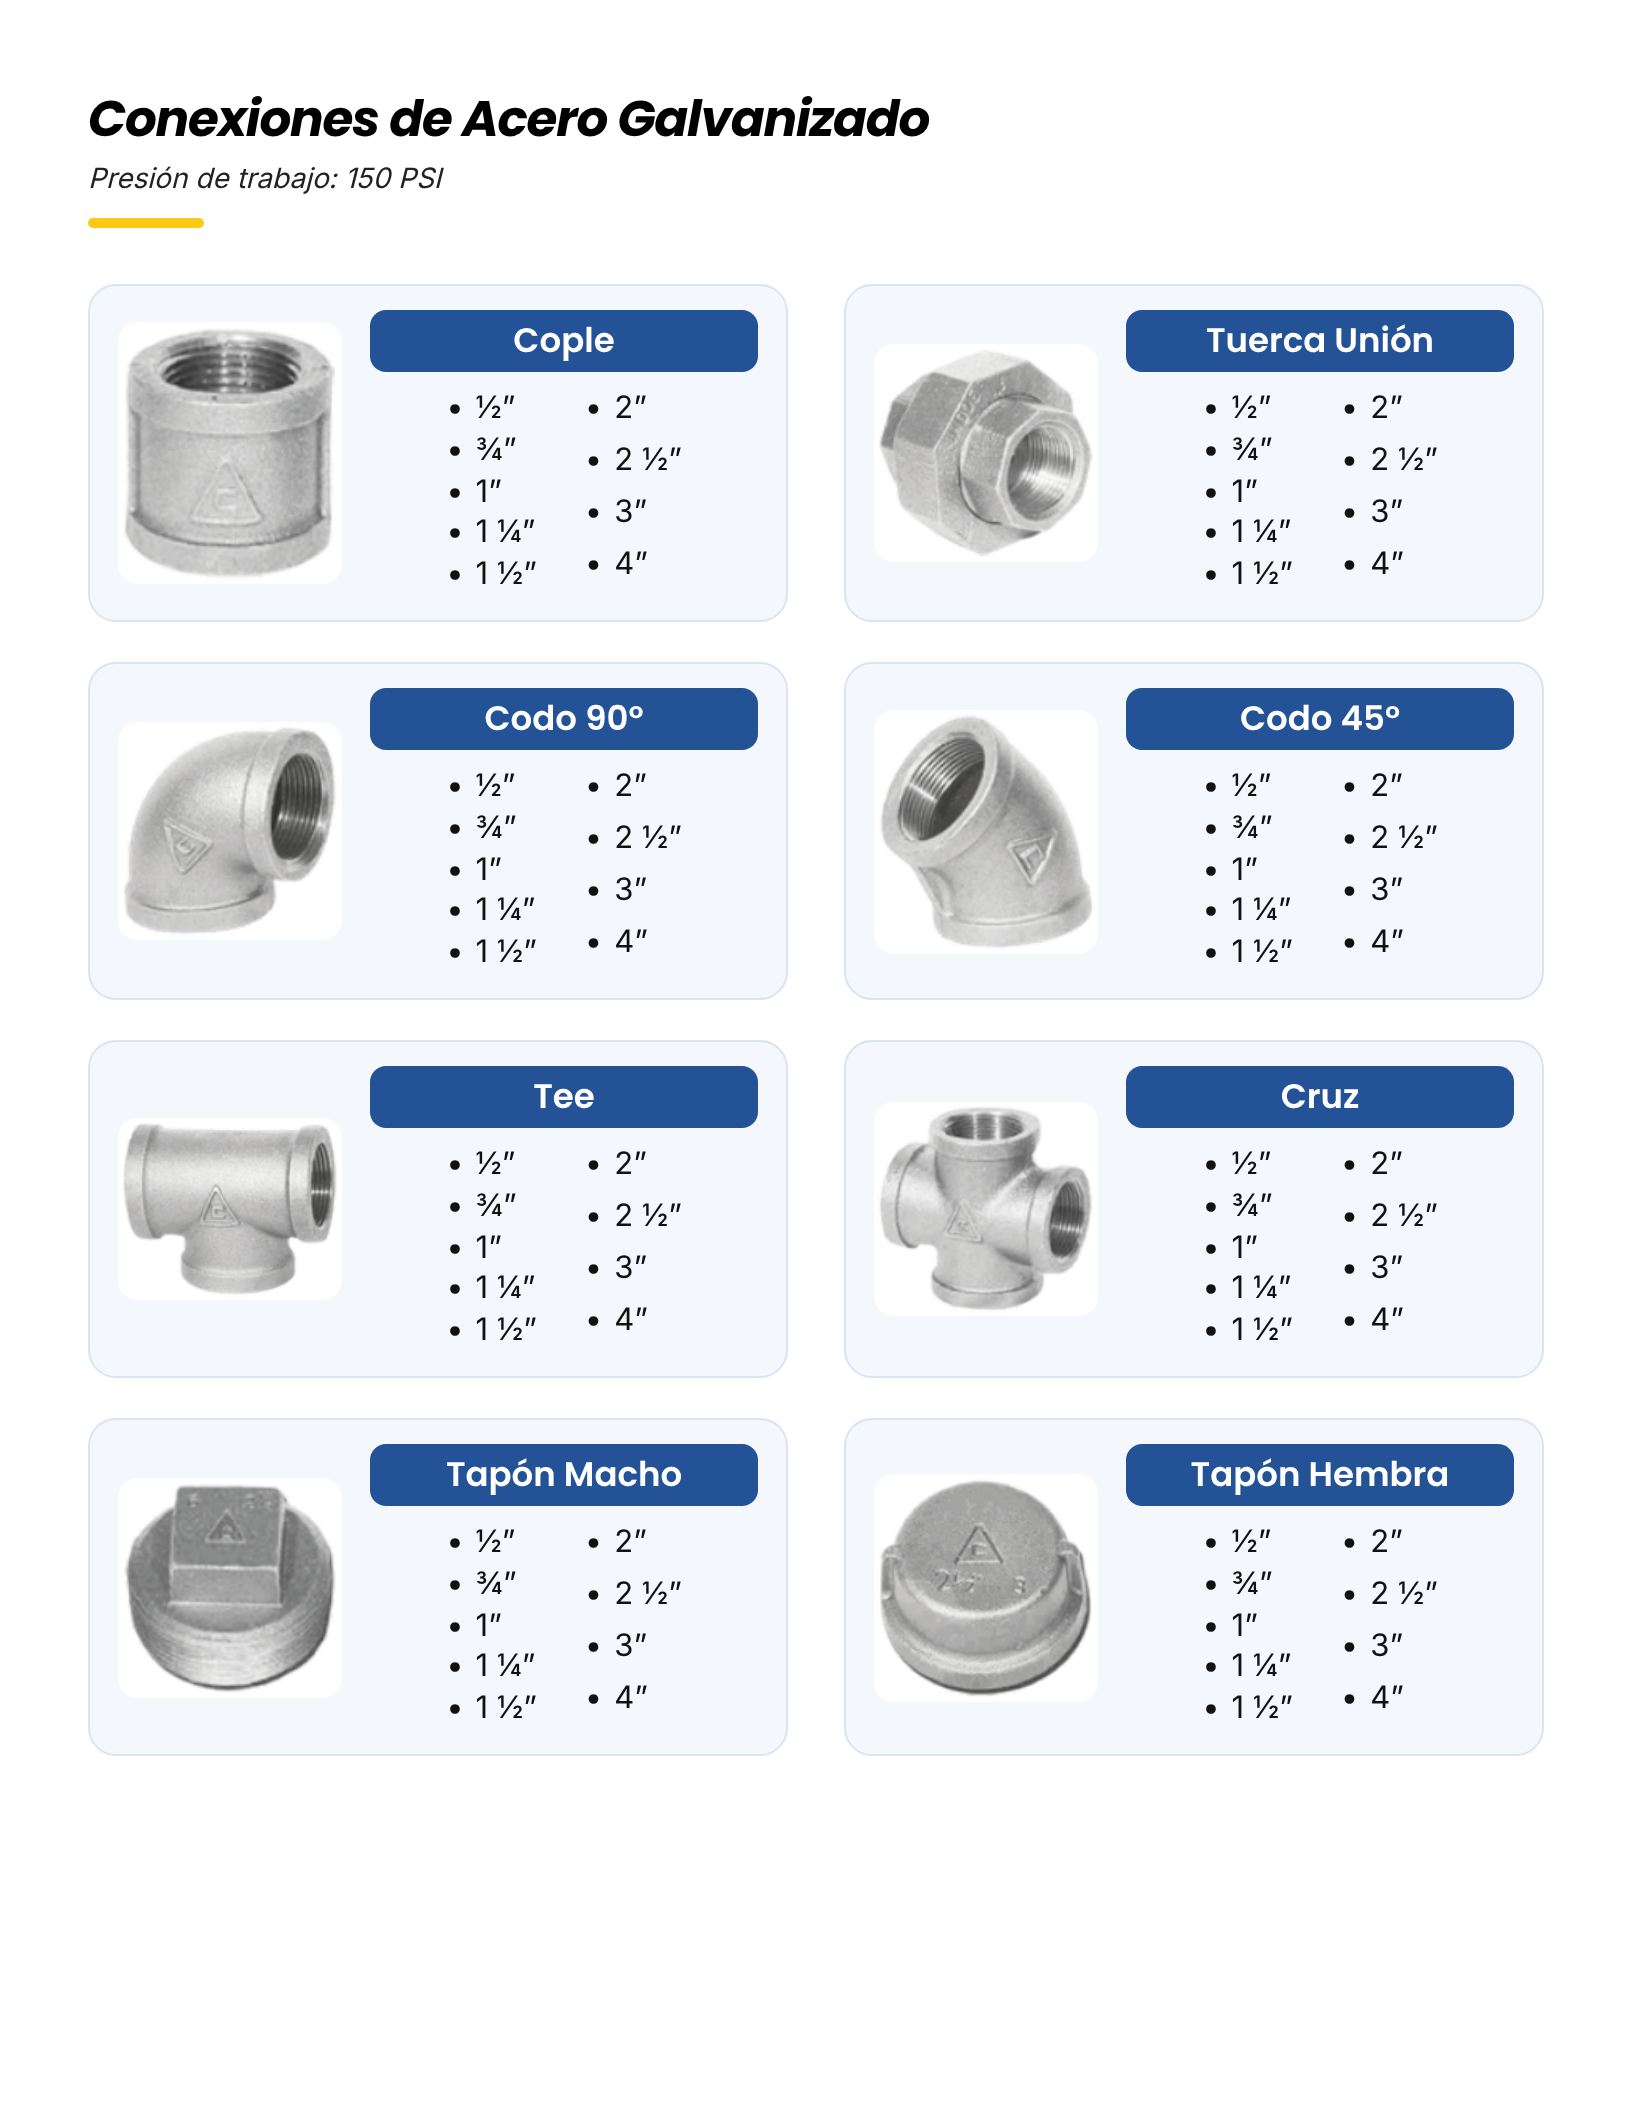 Conexiones de Acero Galvanizado
Presión de trabajo: 150 PSI
Cople
• ½”
• ¾”
• 1”
• 1 ¼”
• 1 ½”
• 2”
• 2 ½”
• 3”
• 4”
Tuerca Unión
• ½”
• ¾”
• 1”
• 1 ¼”
• 1 ½”
• 2”
• 2 ½”
• 3”
• 4”
Codo 90°
• ½”
• ¾”
• 1”
• 1 ¼”
• 1 ½”
• 2”
• 2 ½”
• 3”
• 4”
Codo 45°
• ½”
• ¾”
• 1”
• 1 ¼”
• 1 ½”
• 2”
• 2 ½”
• 3”
• 4”
Tee
• ½”
• ¾”
• 1”
• 1 ¼”
• 1 ½”
• 2”
• 2 ½”
• 3”
• 4”
Cruz
• ½”
• ¾”
• 1”
• 1 ¼”
• 1 ½”
• 2”
• 2 ½”
• 3”
• 4”
Tapón Macho
• ½”
• ¾”
• 1”
• 1 ¼”
• 1 ½”
• 2”
• 2 ½”
• 3”
• 4”
Tapón Hembra
• ½”
• ¾”
• 1”
• 1 ¼”
• 1 ½”
• 2”
• 2 ½”
• 3”
• 4”